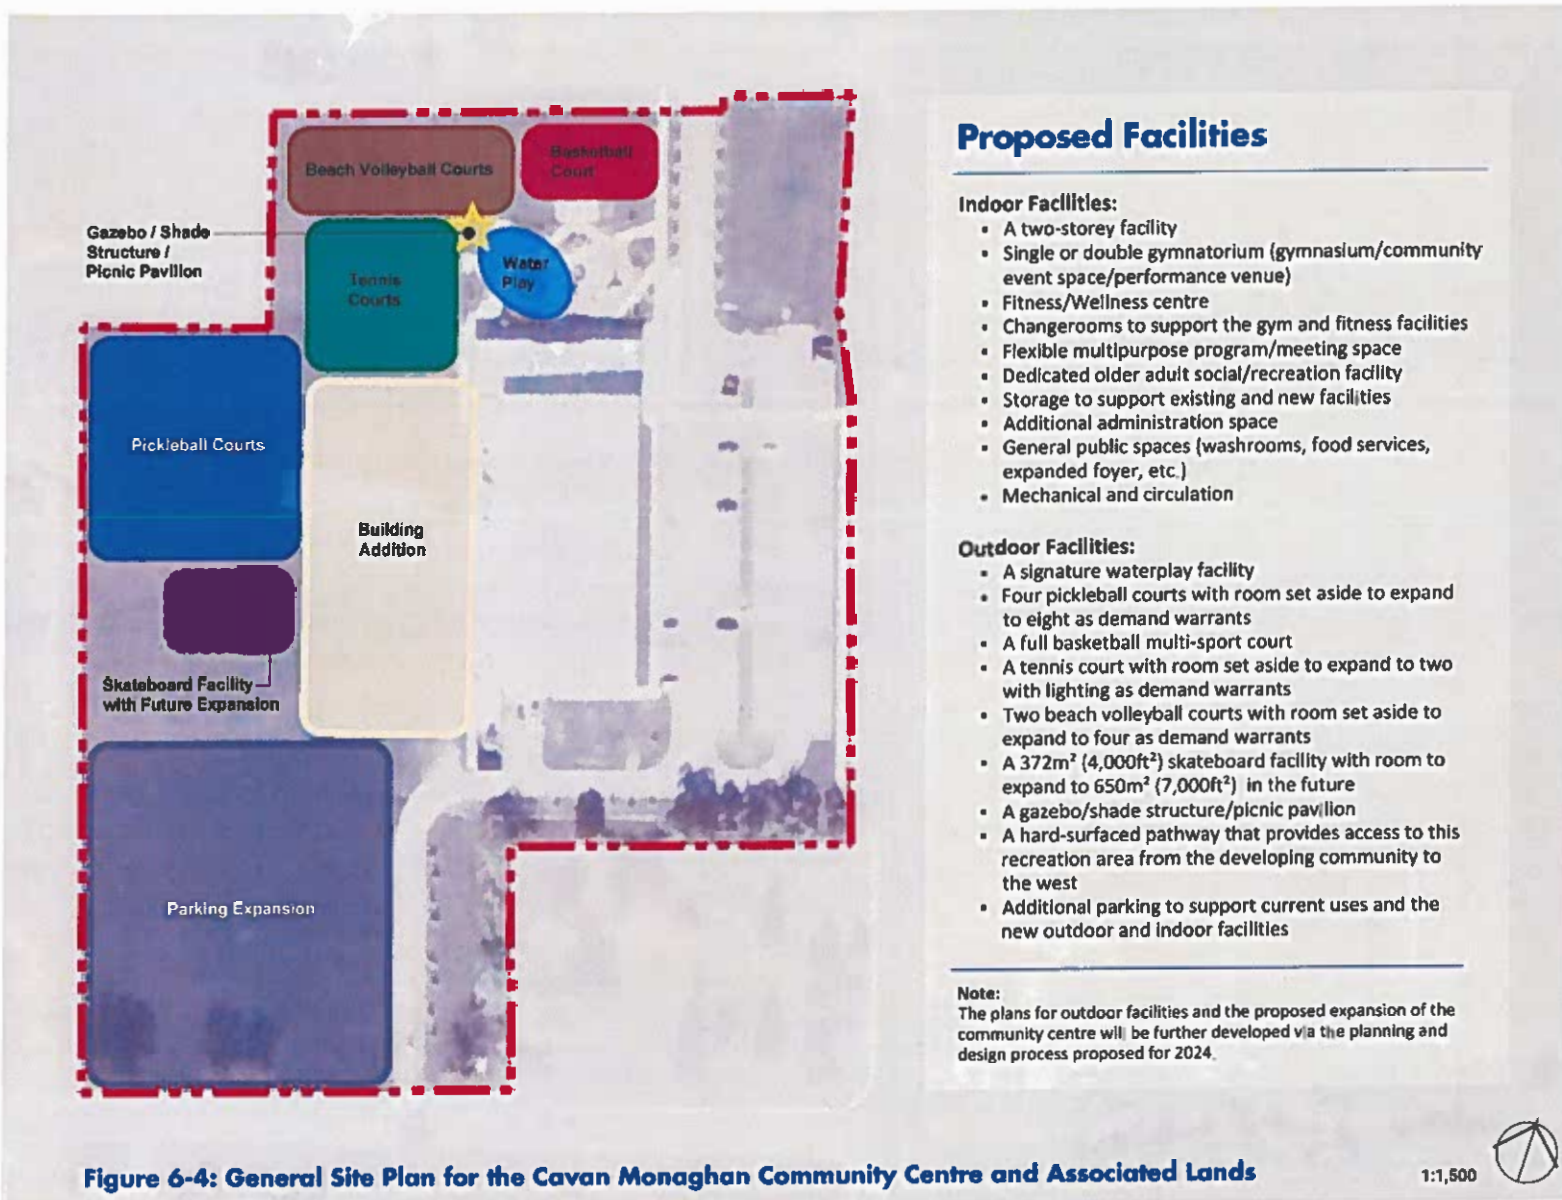 Beach Volleyball Courts
Basketball
Court
Gazebo / Shade
Structure /
Picnic Pavilion
Water
Play
Tennis
Courts
Pickleball Courts
Building
Addition
Skateboard Facility
with Future Expansion
Parking Expansion
Proposed Facilities
Indoor Facilities:
▪ A two-storey facility
▪ Single or double gymnatorium (gymnasium/community
event space/performance venue)
▪ Fitness/Wellness centre
▪ Changerooms to support the gym and fitness facilities
▪ Flexible multipurpose program/meeting space
▪ Dedicated older adult social/recreation facility
▪ Storage to support existing and new facilities
▪ Additional administration space
▪ General public spaces (washrooms, food services,
expanded foyer, etc.)
▪ Mechanical and circulation
Outdoor Facilities:
▪ A signature waterplay facility
▪ Four pickleball courts with room set aside to expand
to eight as demand warrants
▪ A full basketball multi-sport court
▪ A tennis court with room set aside to expand to two
with lighting as demand warrants
▪ Two beach volleyball courts with room set aside to
expand to four as demand warrants
▪ A 372m² (4,000ft²) skateboard facility with room to
expand to 650m² (7,000ft²) in the future
▪ A gazebo/shade structure/picnic pavilion
▪ A hard-surfaced pathway that provides access to this
recreation area from the developing community to
the west
▪ Additional parking to support current uses and the
new outdoor and indoor facilities
Note:
The plans for outdoor facilities and the proposed expansion of the
community centre will be further developed via the planning and
design process proposed for 2024.
Figure 6-4: General Site Plan for the Cavan Monaghan Community Centre and Associated Lands
1:1,500